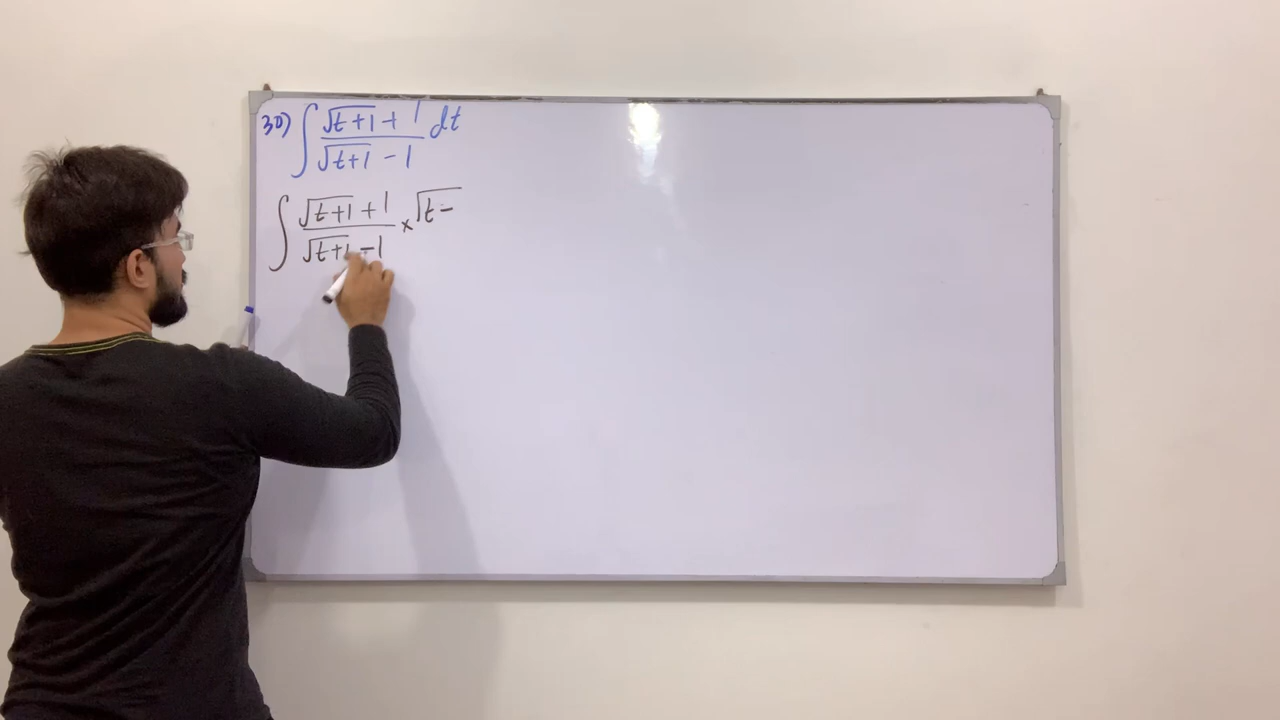 30) ∫ (√(t+1) + 1)/(√(t+1) - 1) dt
∫ (√(t+1) + 1)/(√(t+1) - 1) × √(t -